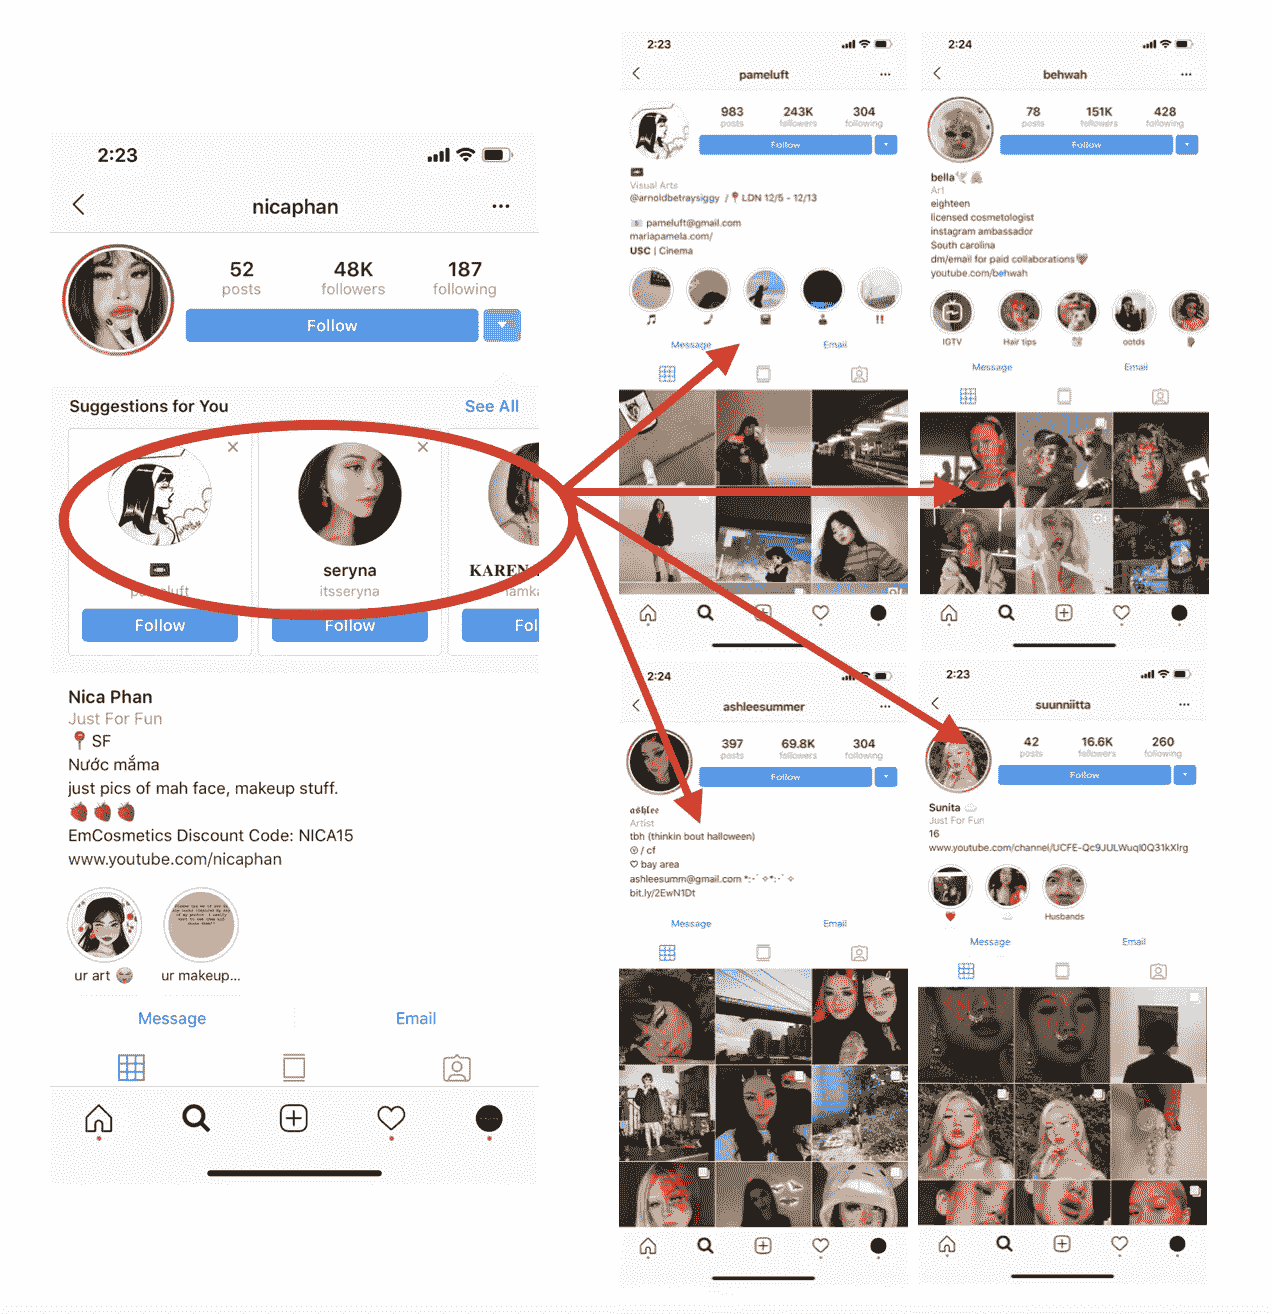 2:23
nicaphan
52
48K
187
posts
followers
following
Follow
Suggestions for You
See All
seryna
KAREN
pameluft
itsseryna
iamka
Follow
Follow
Fol
Nica Phan
Just For Fun
SF
Nước mắma
just pics of mah face, makeup stuff.
EmCosmetics Discount Code: NICA15
www.youtube.com/nicaphan
ur art
ur makeup...
Message
Email
2:23
pameluft
983
243K
304
posts
followers
following
Follow
Visual Arts
@arnoldbetraysiggy / LDN 12/5 - 12/13
pameluft@gmail.com
mariapamela.com/
USC | Cinema
Message
Email
2:24
behwah
78
151K
428
posts
followers
following
Follow
bella
Art
eighteen
licensed cosmetologist
instagram ambassador
South carolina
dm/email for paid collaborations
youtube.com/behwah
IGTV
Hair tips
ootds
Message
Email
2:24
ashleesummer
397
69.8K
304
posts
followers
following
Follow
ashlee
Artist
tbh (thinkin bout halloween)
/ cf
♡ bay area
ashleesumm@gmail.com *:·ﾟ✧*:·ﾟ✧
bit.ly/2EwN1Dt
Message
Email
2:23
suunniitta
42
16.6K
260
posts
followers
following
Follow
Sunita
Just For Fun
16
www.youtube.com/channel/UCFE-Qc9JULWuqI0Q31kXlrg
Husbands
Message
Email